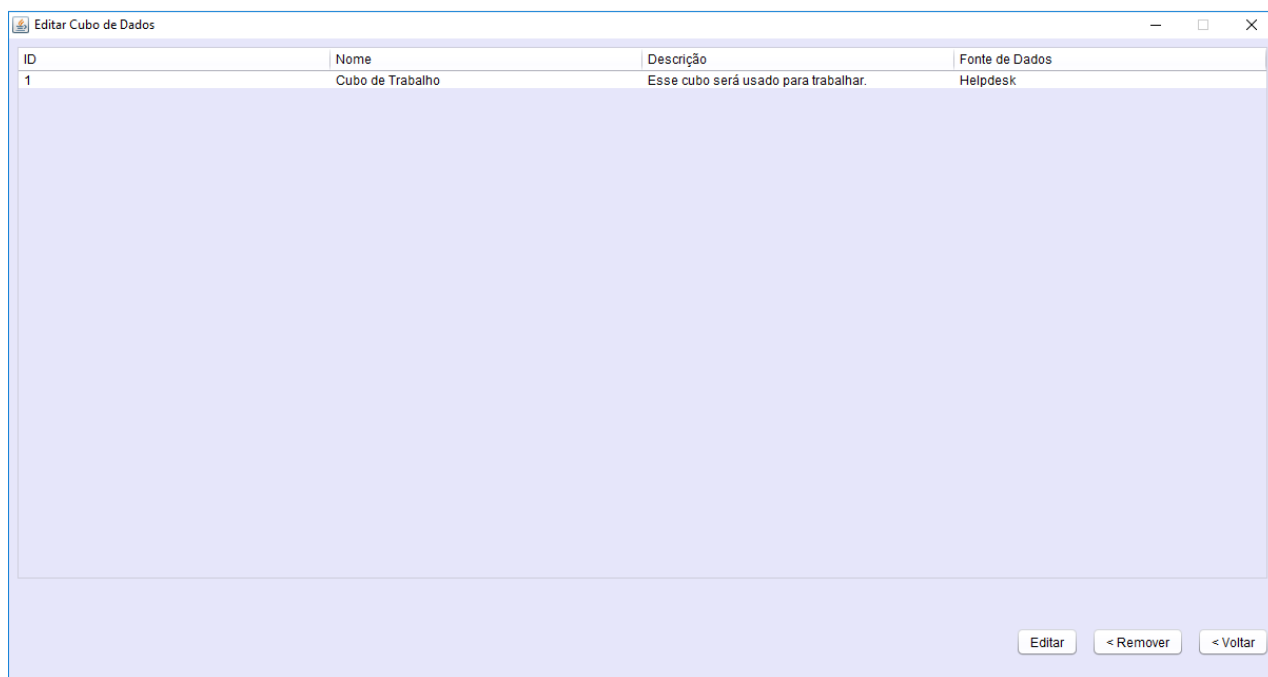 Editar Cubo de Dados
ID Nome Descrição Fonte de Dados
1 Cubo de Trabalho Esse cubo será usado para trabalhar. Helpdesk
Editar < Remover < Voltar